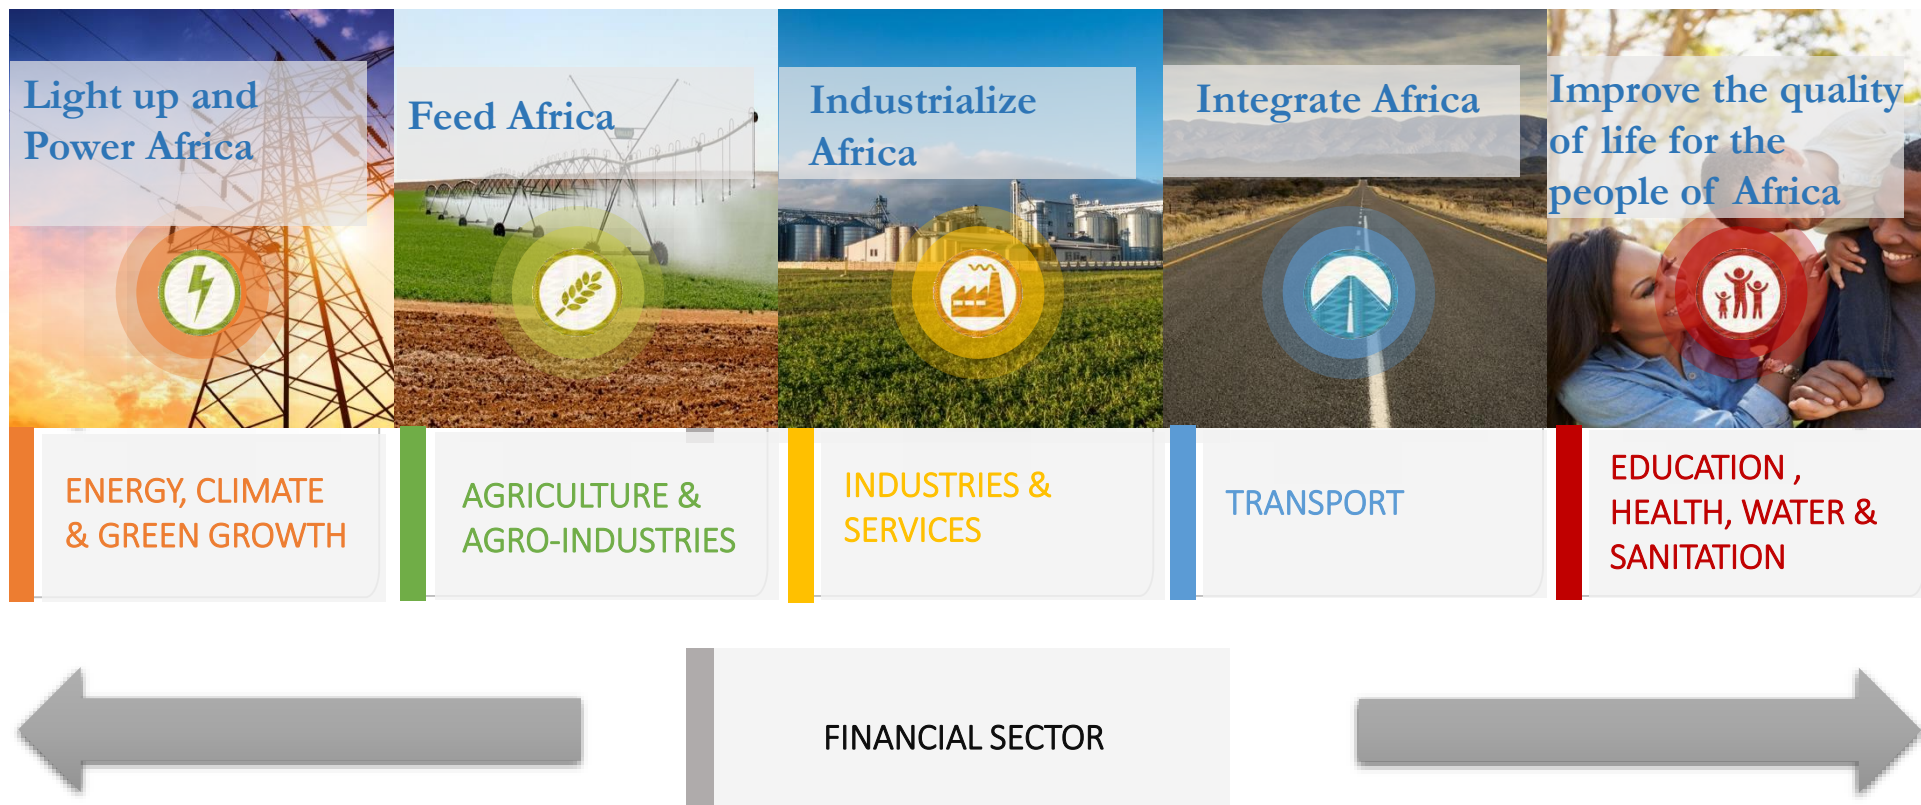 Light up and
Power Africa
Feed Africa
Industrialize
Africa
Integrate Africa
Improve the quality
of life for the
people of Africa
ENERGY, CLIMATE
& GREEN GROWTH
AGRICULTURE &
AGRO-INDUSTRIES
INDUSTRIES &
SERVICES
TRANSPORT
EDUCATION ,
HEALTH, WATER &
SANITATION
FINANCIAL SECTOR